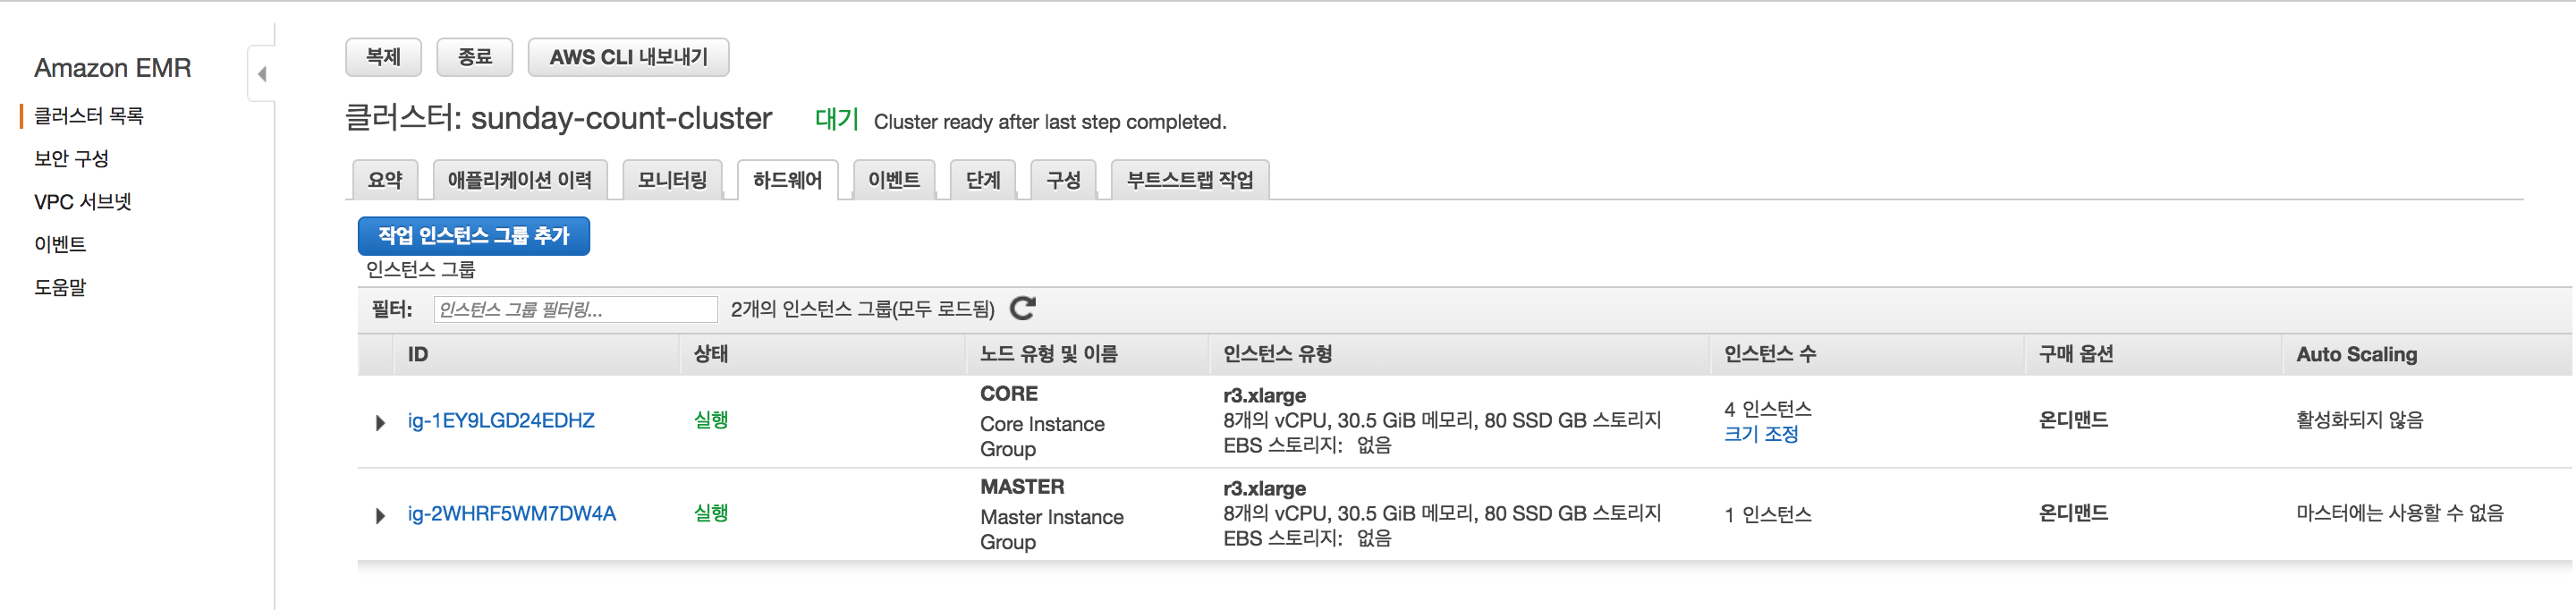 Amazon EMR
클러스터 목록
보안 구성
VPC 서브넷
이벤트
도움말
복제 종료 AWS CLI 내보내기
클러스터: sunday-count-cluster 대기 Cluster ready after last step completed.
요약 애플리케이션 이력 모니터링 하드웨어 이벤트 단계 구성 부트스트랩 작업
작업 인스턴스 그룹 추가
인스턴스 그룹
필터: 인스턴스 그룹 필터링... 2개의 인스턴스 그룹(모두 로드됨)
ID 상태 노드 유형 및 이름 인스턴스 유형 인스턴스 수 구매 옵션 Auto Scaling
ig-1EY9LGD24EDHZ 실행 CORE
Core Instance
Group
r3.xlarge
8개의 vCPU, 30.5 GiB 메모리, 80 SSD GB 스토리지
EBS 스토리지: 없음
4 인스턴스
크기 조정
온디맨드 활성화되지 않음
ig-2WHRF5WM7DW4A 실행 MASTER
Master Instance
Group
r3.xlarge
8개의 vCPU, 30.5 GiB 메모리, 80 SSD GB 스토리지
EBS 스토리지: 없음
1 인스턴스 온디맨드 마스터에는 사용할 수 없음